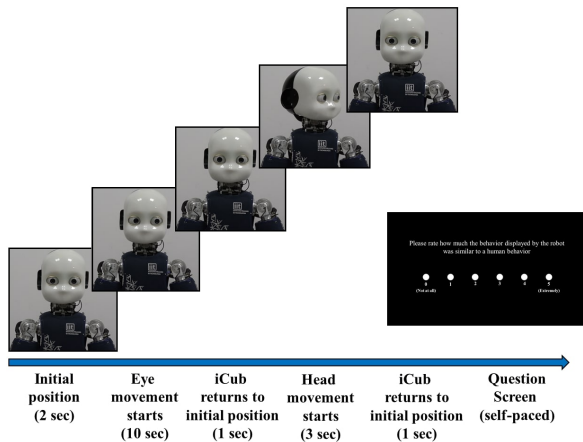 Please rate how much the behavior displayed by the robot
was similar to a human behavior
0 1 2 3 4 5
(Not at all) (Extremely)
Initial
position
(2 sec)
Eye
movement
starts
(10 sec)
iCub
returns to
initial position
(1 sec)
Head
movement
starts
(3 sec)
iCub
returns to
initial position
(1 sec)
Question
Screen
(self-paced)